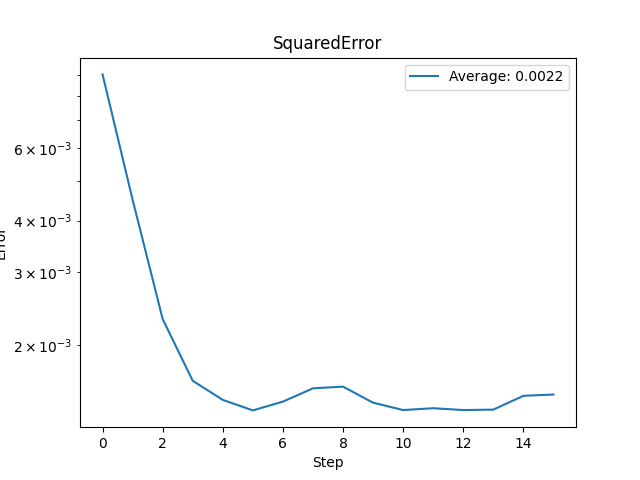 SquaredError
Average: 0.0022
6 × 10⁻³
4 × 10⁻³
3 × 10⁻³
2 × 10⁻³
Error
0 2 4 6 8 10 12 14
Step